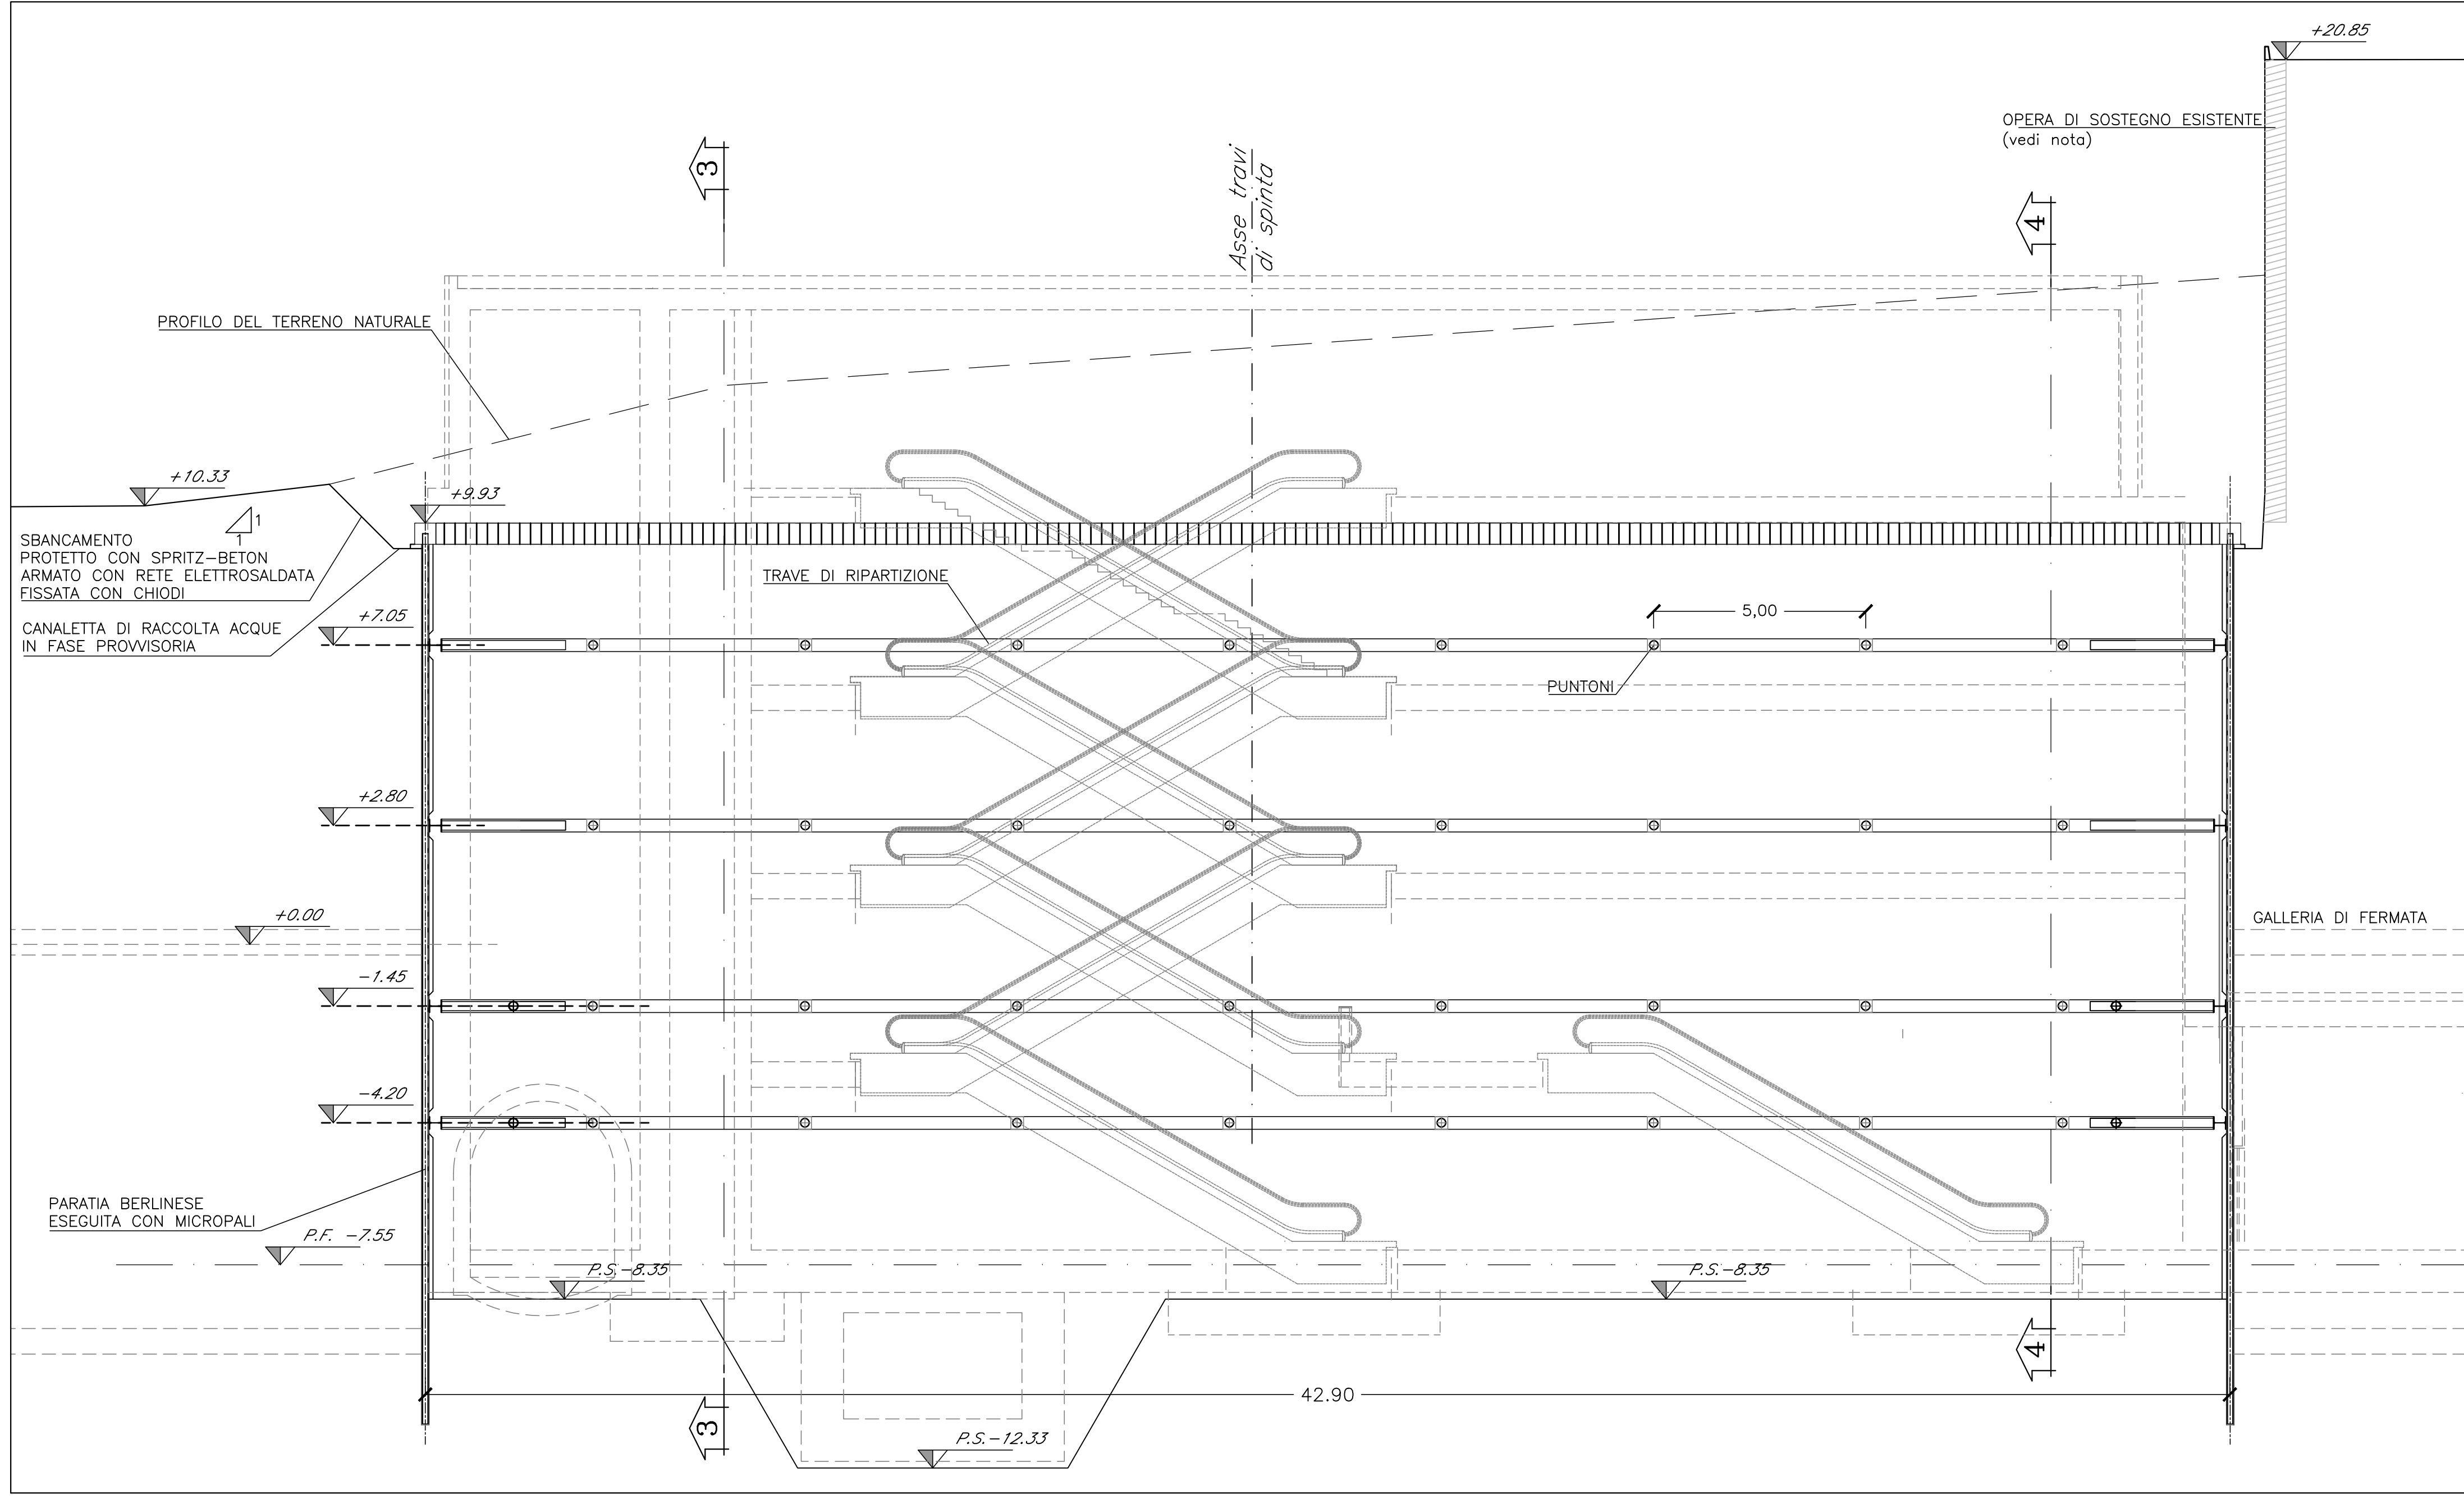 +20.85
OPERA DI SOSTEGNO ESISTENTE
(vedi nota)
3
Asse travi
di spinta
4
PROFILO DEL TERRENO NATURALE
+10.33
+9.93
1
1
SBANCAMENTO
PROTETTO CON SPRITZ-BETON
ARMATO CON RETE ELETTROSALDATA
FISSATA CON CHIODI
TRAVE DI RIPARTIZIONE
5,00
+7.05
CANALETTA DI RACCOLTA ACQUE
IN FASE PROVVISORIA
PUNTONI
+2.80
+0.00
GALLERIA DI FERMATA
-1.45
-4.20
PARATIA BERLINESE
ESEGUITA CON MICROPALI
P.F. -7.55
P.S.-8.35
P.S.-8.35
4
42.90
3
P.S.-12.33